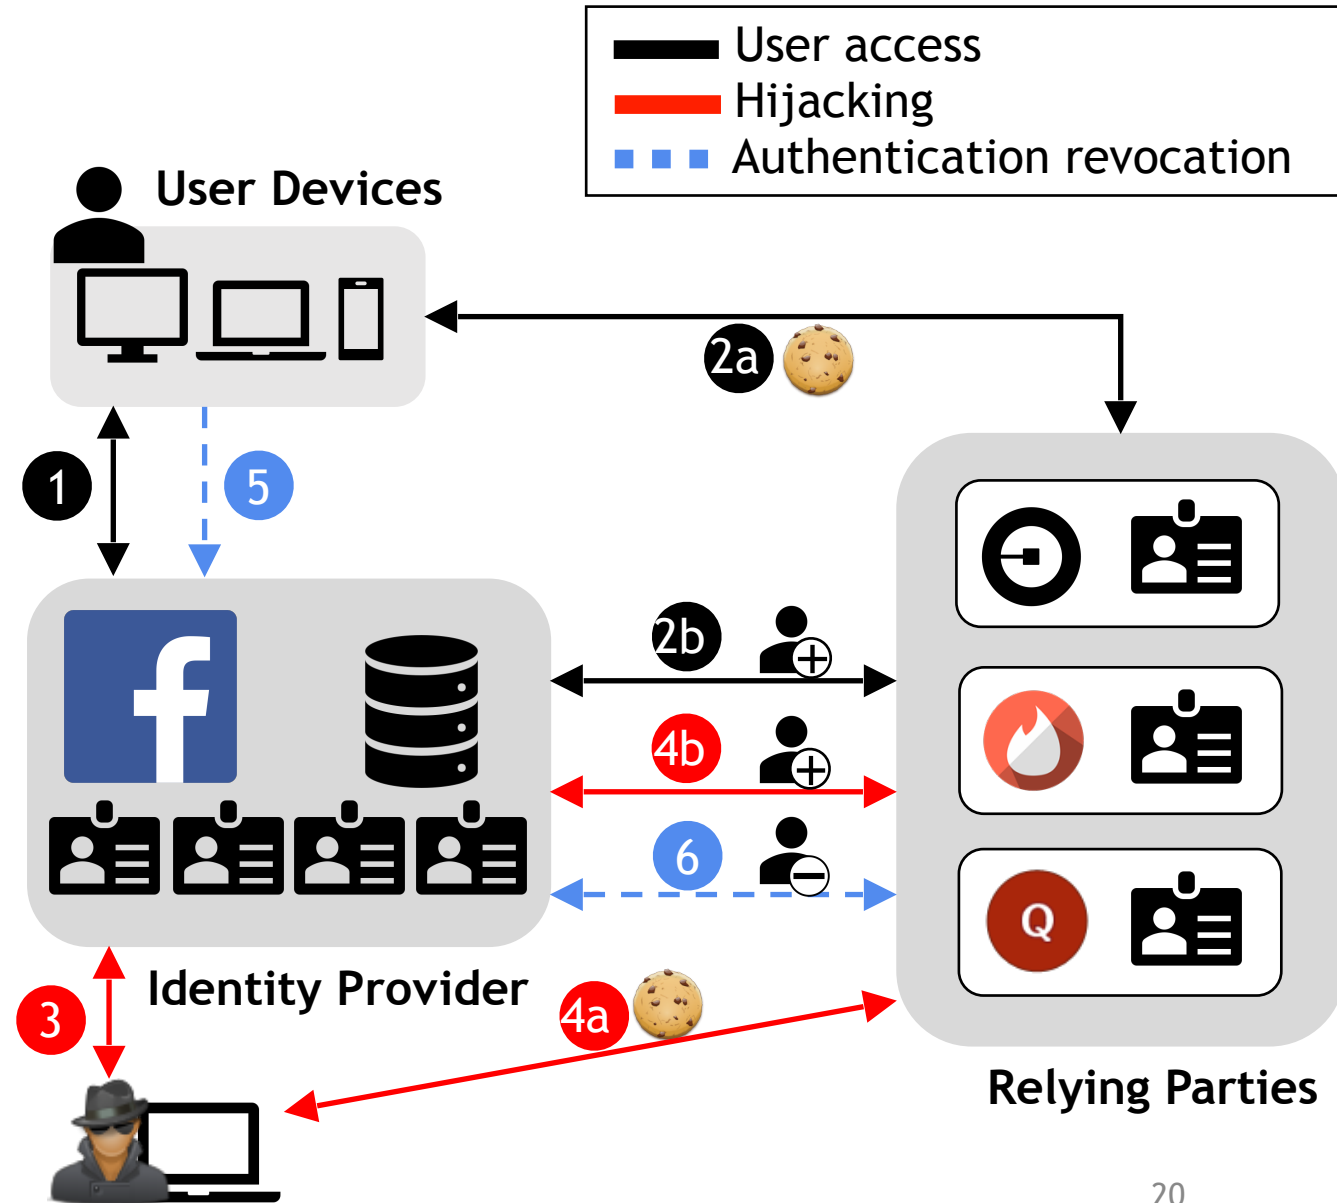 User access
Hijacking
Authentication revocation
User Devices
2a
1
5
2b
4b
6
Q
Identity Provider
3
4a
Relying Parties
20